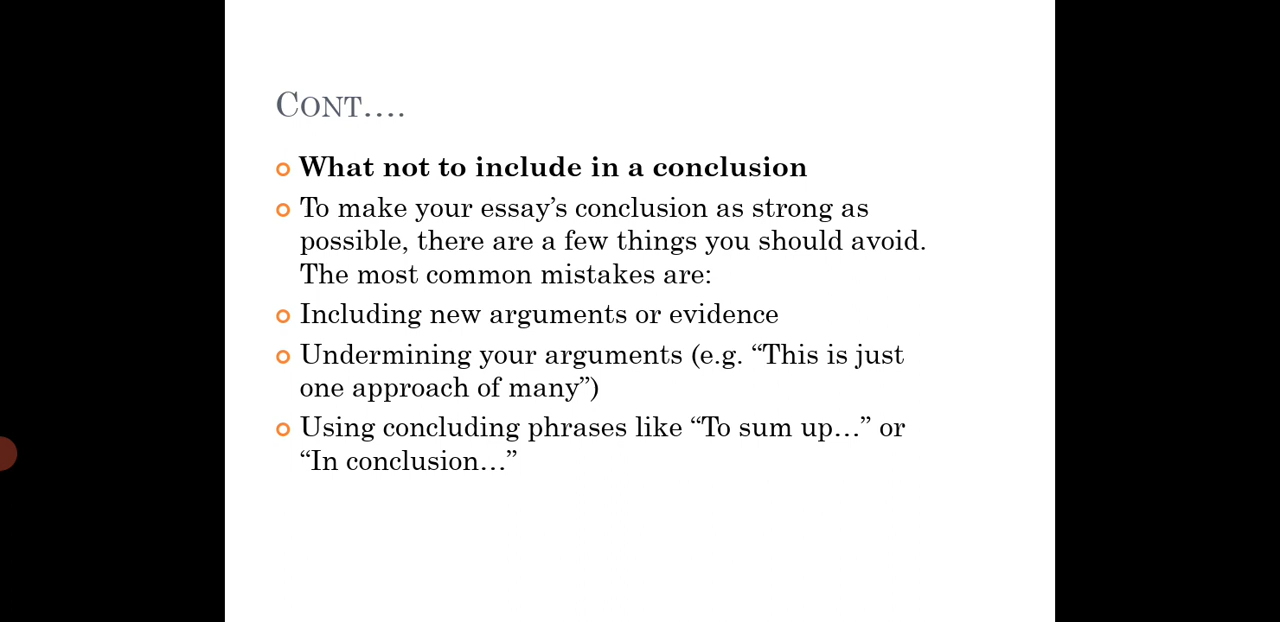 CONT....
What not to include in a conclusion
To make your essay’s conclusion as strong as
possible, there are a few things you should avoid.
The most common mistakes are:
Including new arguments or evidence
Undermining your arguments (e.g. “This is just
one approach of many”)
Using concluding phrases like “To sum up…” or
“In conclusion…”